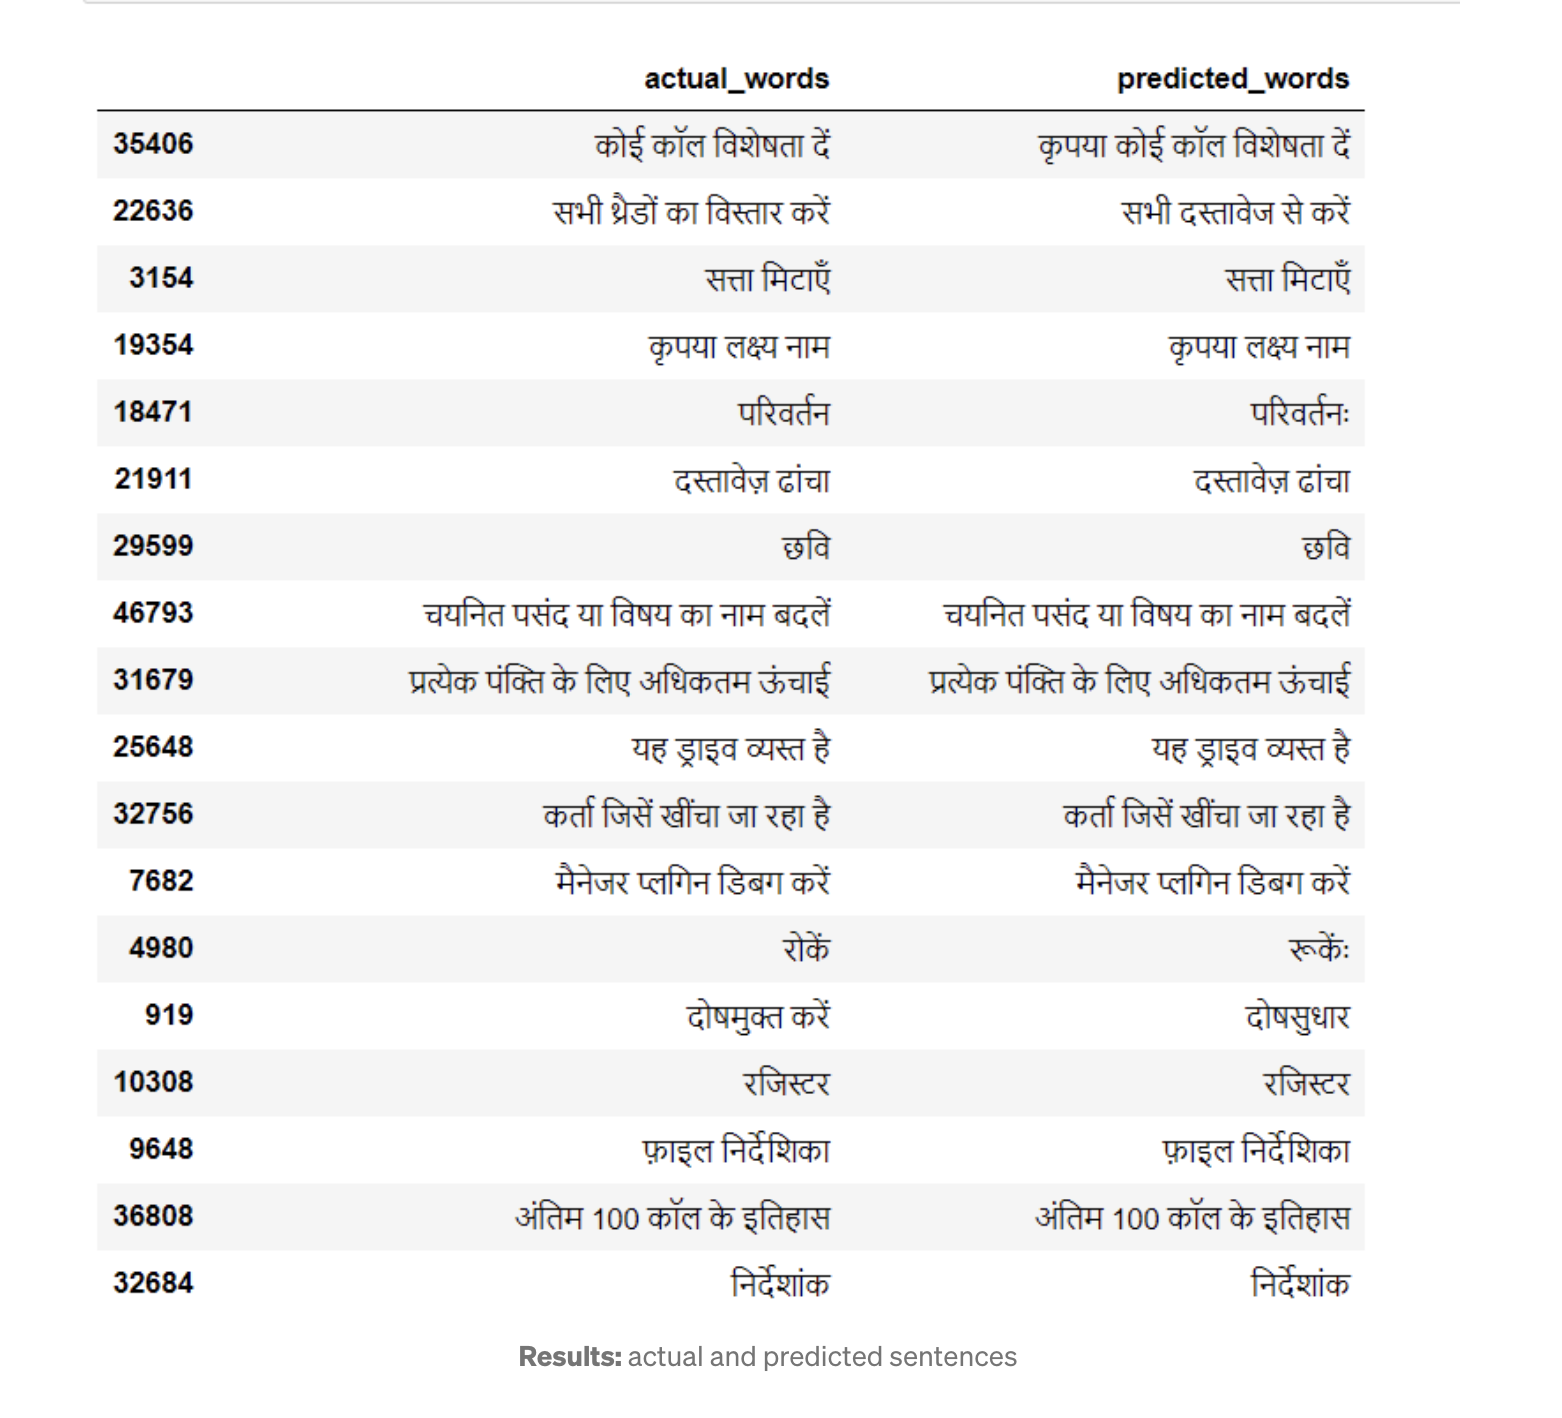 actual_words predicted_words
35406 कोई कॉल विशेषता दें कृपया कोई कॉल विशेषता दें
22636 सभी थ्रैडों का विस्तार करें सभी दस्तावेज से करें
3154 सत्ता मिटाएँ सत्ता मिटाएँ
19354 कृपया लक्ष्य नाम कृपया लक्ष्य नाम
18471 परिवर्तन परिवर्तनः
21911 दस्तावेज़ ढांचा दस्तावेज़ ढांचा
29599 छवि छवि
46793 चयनित पसंद या विषय का नाम बदलें चयनित पसंद या विषय का नाम बदलें
31679 प्रत्येक पंक्ति के लिए अधिकतम ऊंचाई प्रत्येक पंक्ति के लिए अधिकतम ऊंचाई
25648 यह ड्राइव व्यस्त है यह ड्राइव व्यस्त है
32756 कर्ता जिसें खींचा जा रहा है कर्ता जिसें खींचा जा रहा है
7682 मैनेजर प्लगिन डिबग करें मैनेजर प्लगिन डिबग करें
4980 रोकें रूकेंः
919 दोषमुक्त करें दोषसुधार
10308 रजिस्टर रजिस्टर
9648 फ़ाइल निर्देशिका फ़ाइल निर्देशिका
36808 अंतिम 100 कॉल के इतिहास अंतिम 100 कॉल के इतिहास
32684 निर्देशांक निर्देशांक
Results: actual and predicted sentences